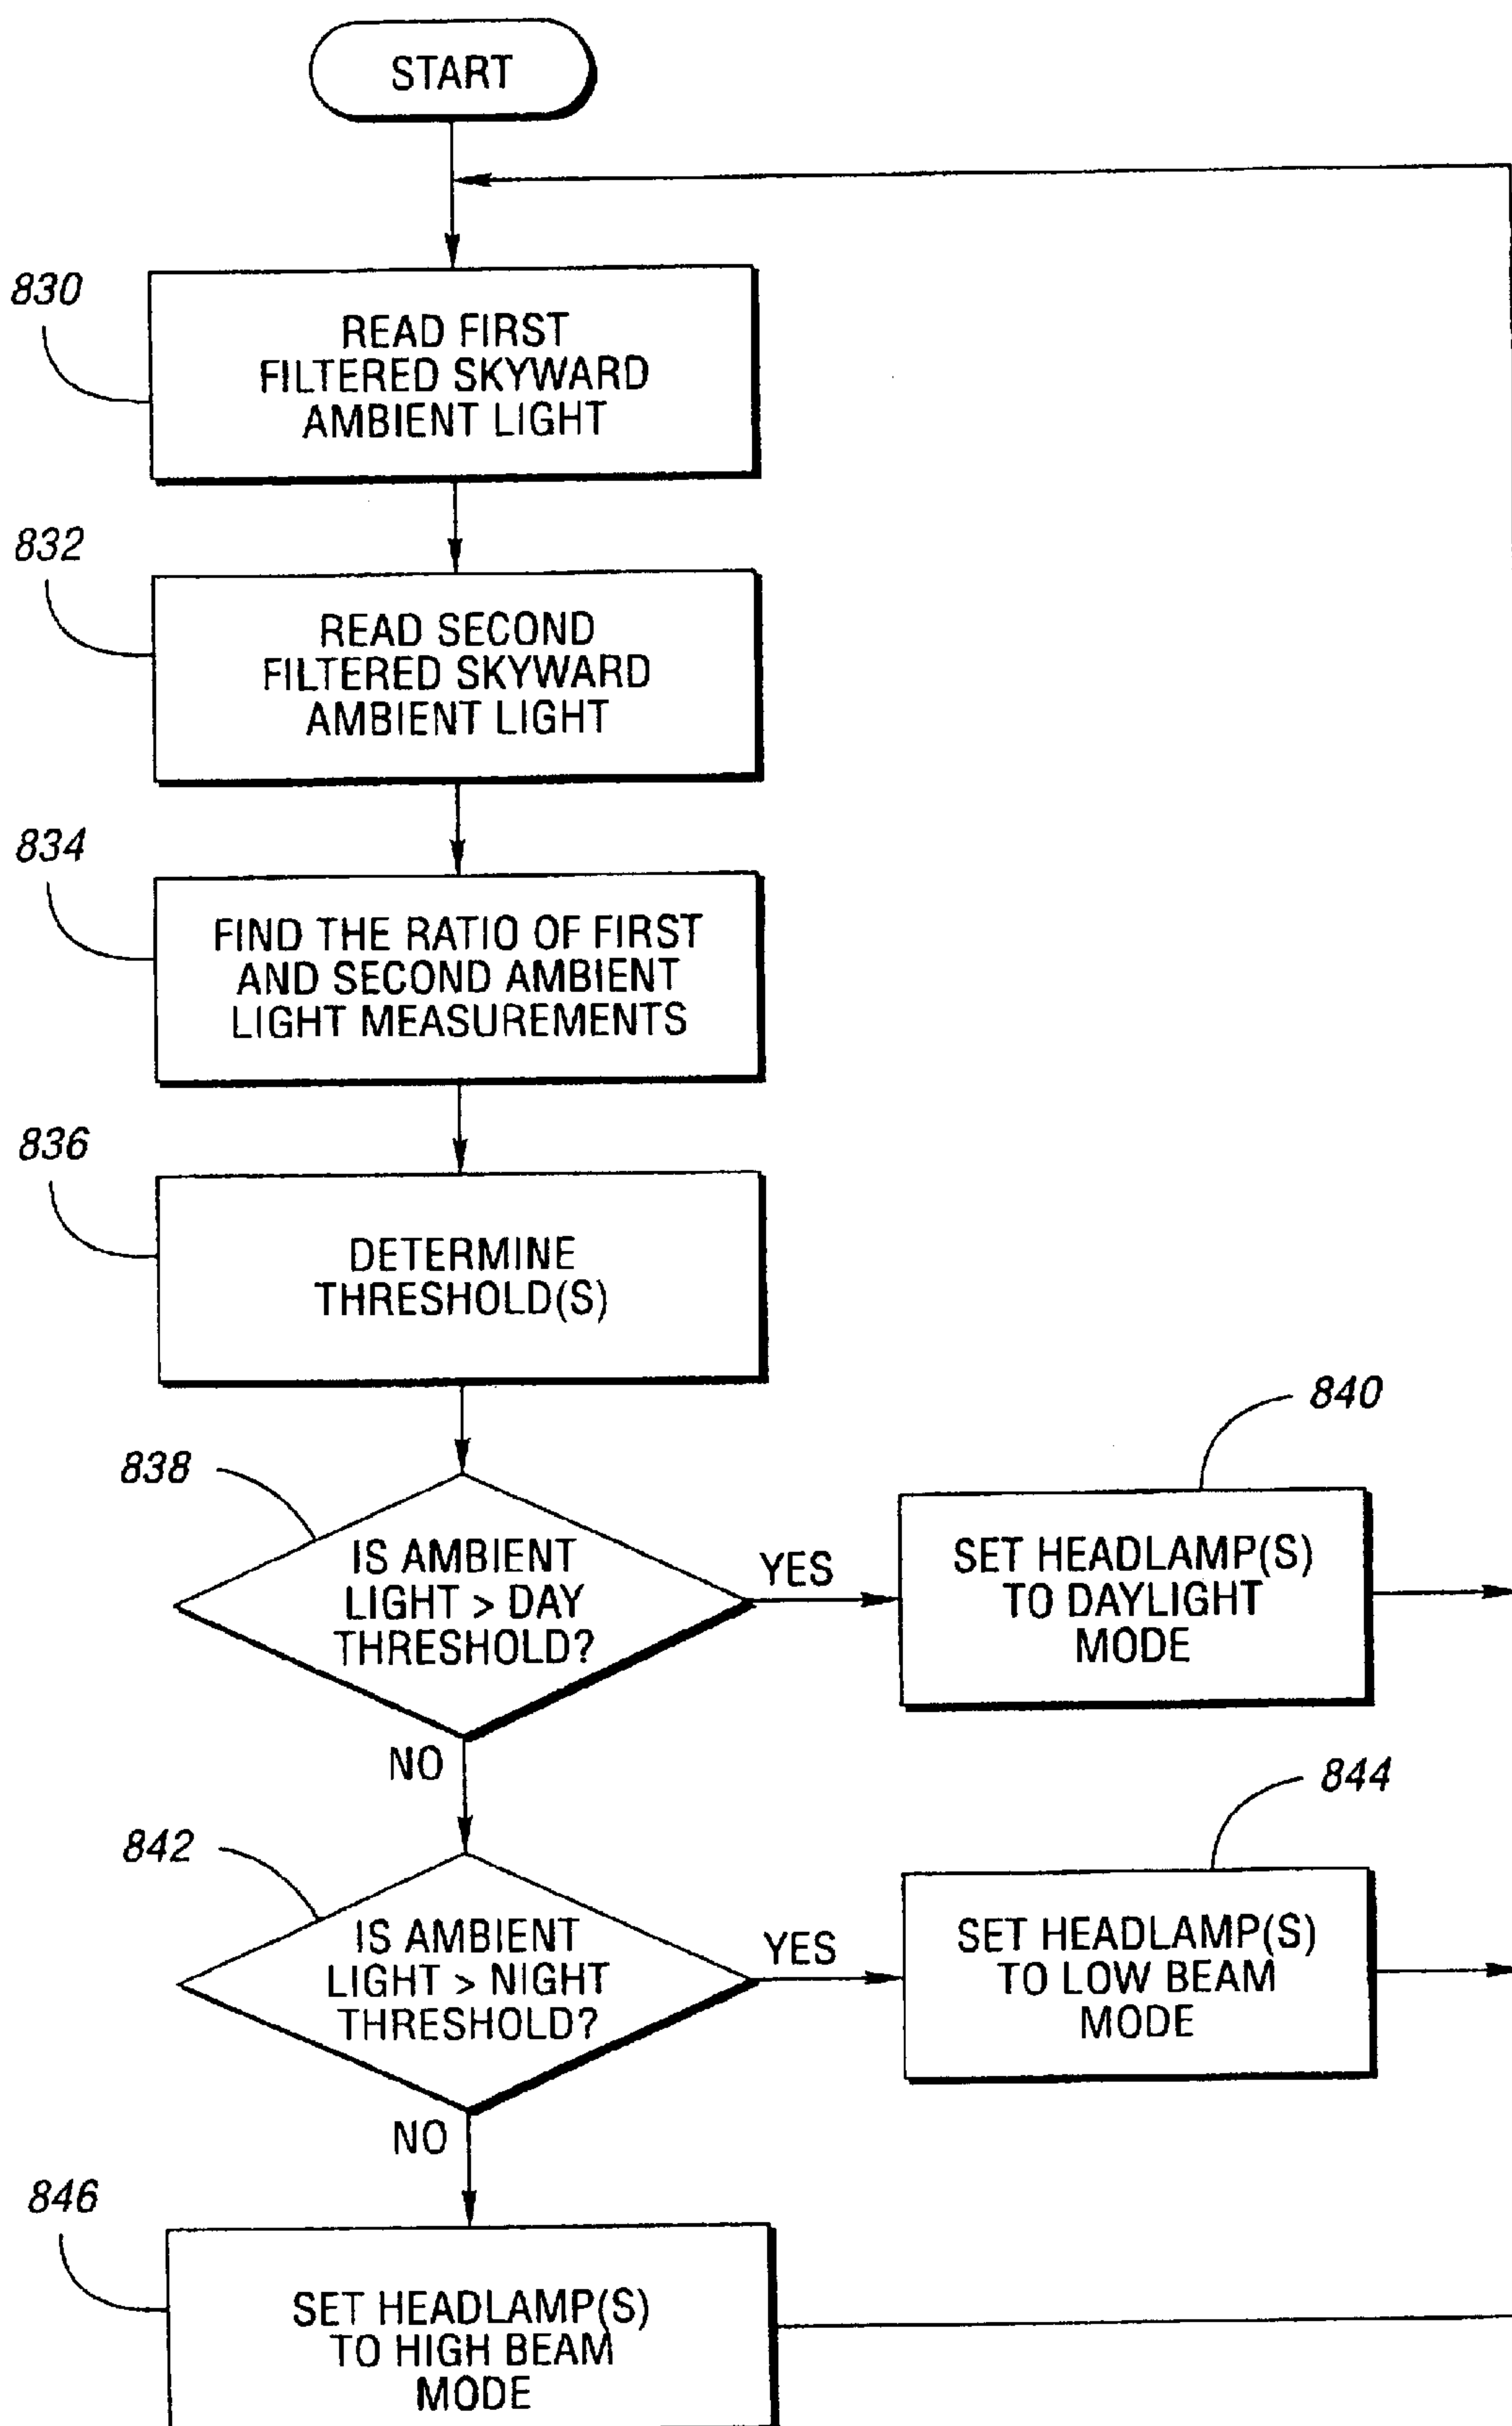 START
830
READ FIRST
FILTERED SKYWARD
AMBIENT LIGHT
832
READ SECOND
FILTERED SKYWARD
AMBIENT LIGHT
834
FIND THE RATIO OF FIRST
AND SECOND AMBIENT
LIGHT MEASUREMENTS
836
DETERMINE
THRESHOLD(S)
838
IS AMBIENT
LIGHT > DAY
THRESHOLD?
YES
840
SET HEADLAMP(S)
TO DAYLIGHT
MODE
NO
842
IS AMBIENT
LIGHT > NIGHT
THRESHOLD?
YES
844
SET HEADLAMP(S)
TO LOW BEAM
MODE
NO
846
SET HEADLAMP(S)
TO HIGH BEAM
MODE